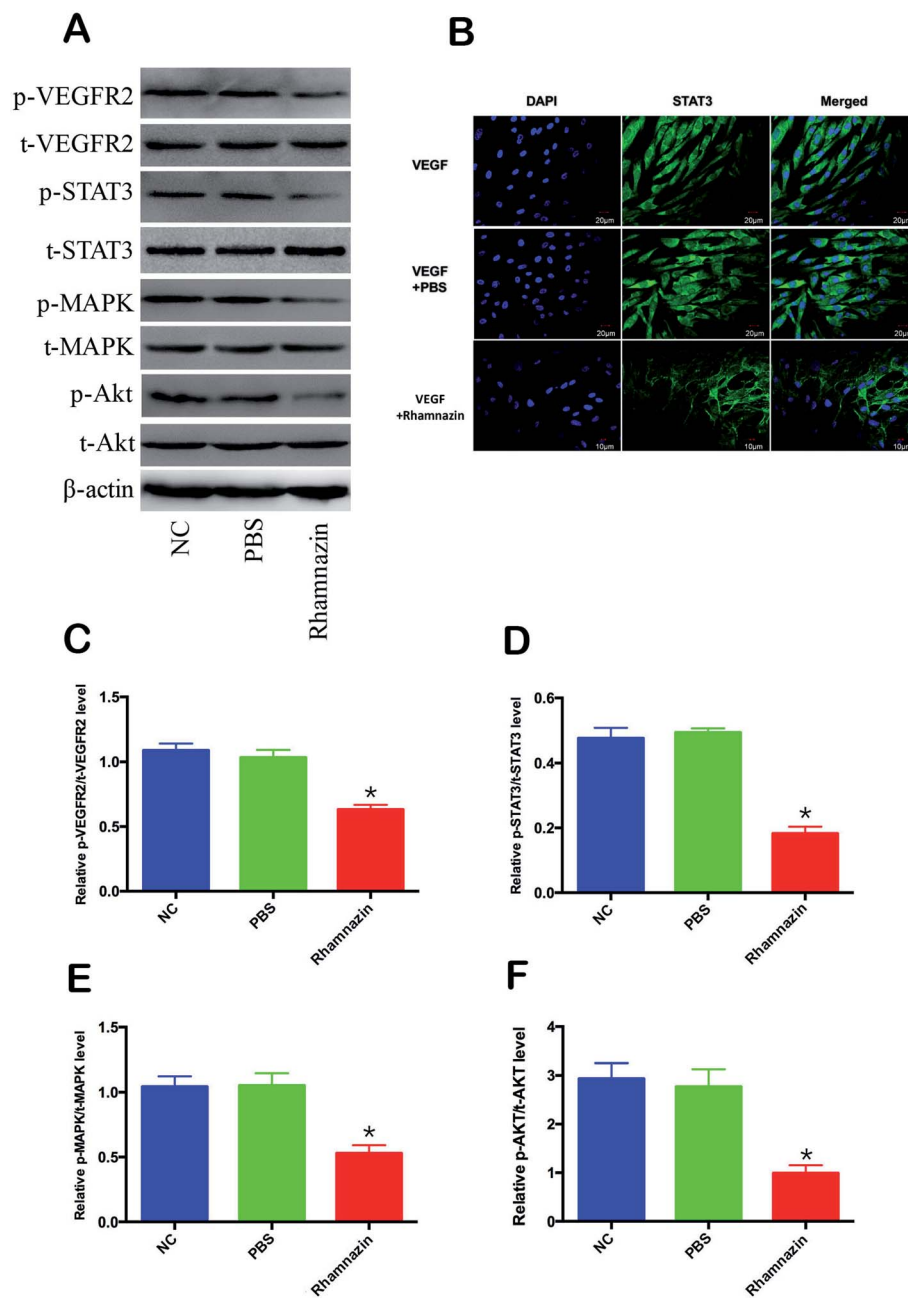 A
p-VEGFR2
t-VEGFR2
p-STAT3
t-STAT3
p-MAPK
t-MAPK
p-Akt
t-Akt
β-actin
NC
PBS
Rhamnazin
B
DAPI
STAT3
Merged
VEGF
20µm
20µm
20µm
VEGF
+PBS
20µm
20µm
20µm
VEGF
+Rhamnazin
10µm
10µm
10µm
C
Relative p-VEGFR2/t-VEGFR2 level
1.5
1.0
0.5
0.0
*
NC
PBS
Rhamnazin
D
Relative p-STAT3/t-STAT3 level
0.6
0.4
0.2
0.0
*
NC
PBS
Rhamnazin
E
Relative p-MAPK/t-MAPK level
1.5
1.0
0.5
0.0
*
NC
PBS
Rhamnazin
F
Relative p-AKT/t-AKT level
4
3
2
1
0
*
NC
PBS
Rhamnazin